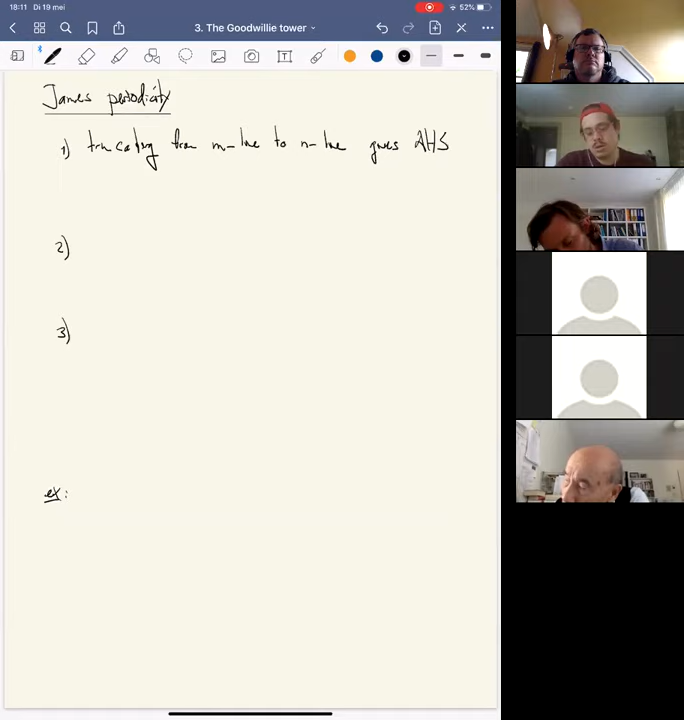 18:11 Di 19 mei
52%
3. The Goodwillie tower
James periodicity
1) truncating from m-line to n-line gives AHS
2)
3)
ex: